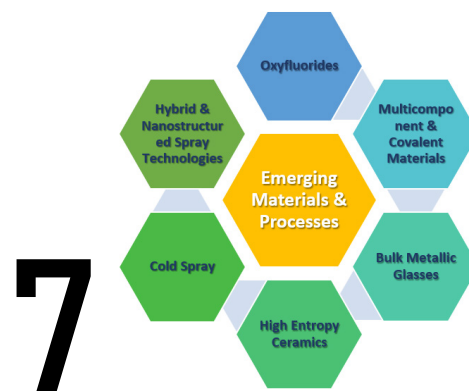 Oxyfluorides
Hybrid &
Nanostructur
ed Spray
Technologies
Multicompo
nent &
Covalent
Materials
Emerging
Materials &
Processes
Cold Spray
Bulk Metallic
Glasses
High Entropy
Ceramics
7